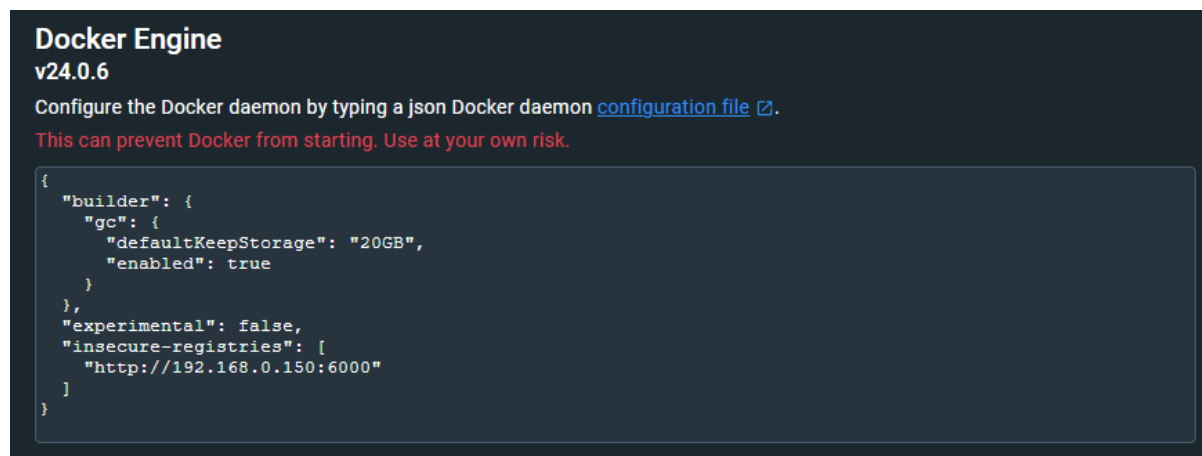 Docker Engine
v24.0.6
Configure the Docker daemon by typing a json Docker daemon configuration file.
This can prevent Docker from starting. Use at your own risk.
{
  "builder": {
    "gc": {
      "defaultKeepStorage": "20GB",
      "enabled": true
    }
  },
  "experimental": false,
  "insecure-registries": [
    "http://192.168.0.150:6000"
  ]
}